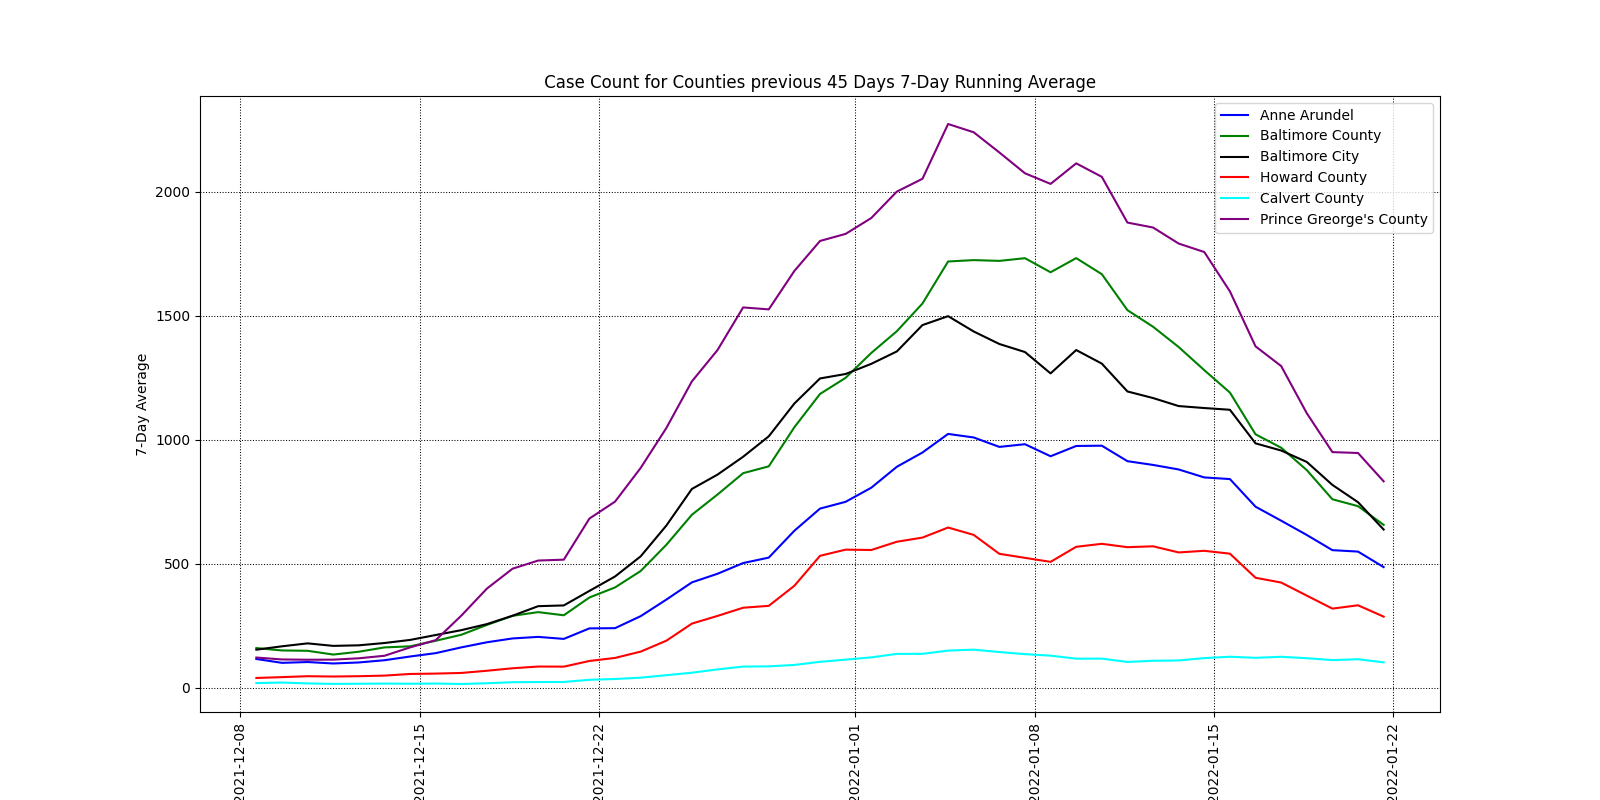 Case Count for Counties previous 45 Days 7-Day Running Average
Anne Arundel
Baltimore County
Baltimore City
Howard County
Calvert County
Prince Greorge's County
7-Day Average
2000
1500
1000
500
0
2021-12-08
2021-12-15
2021-12-22
2022-01-01
2022-01-08
2022-01-15
2022-01-22